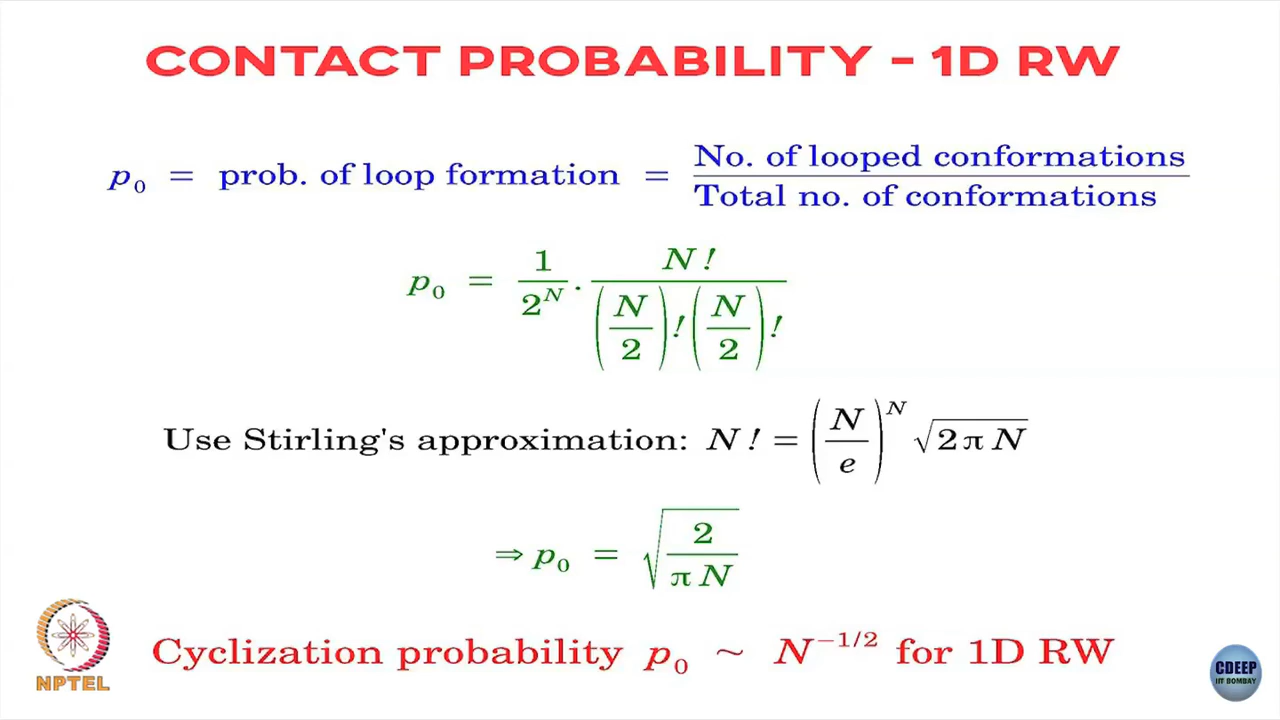 CONTACT PROBABILITY - 1D RW
p₀ = prob. of loop formation = No. of looped conformations / Total no. of conformations
p₀ = 1/2^N · N! / (N/2)! (N/2)!
Use Stirling's approximation: N! = (N/e)^N √(2πN)
⇒ p₀ = √(2/πN)
Cyclization probability p₀ ~ N^(−1/2) for 1D RW
NPTEL
CDEEP
IIT BOMBAY